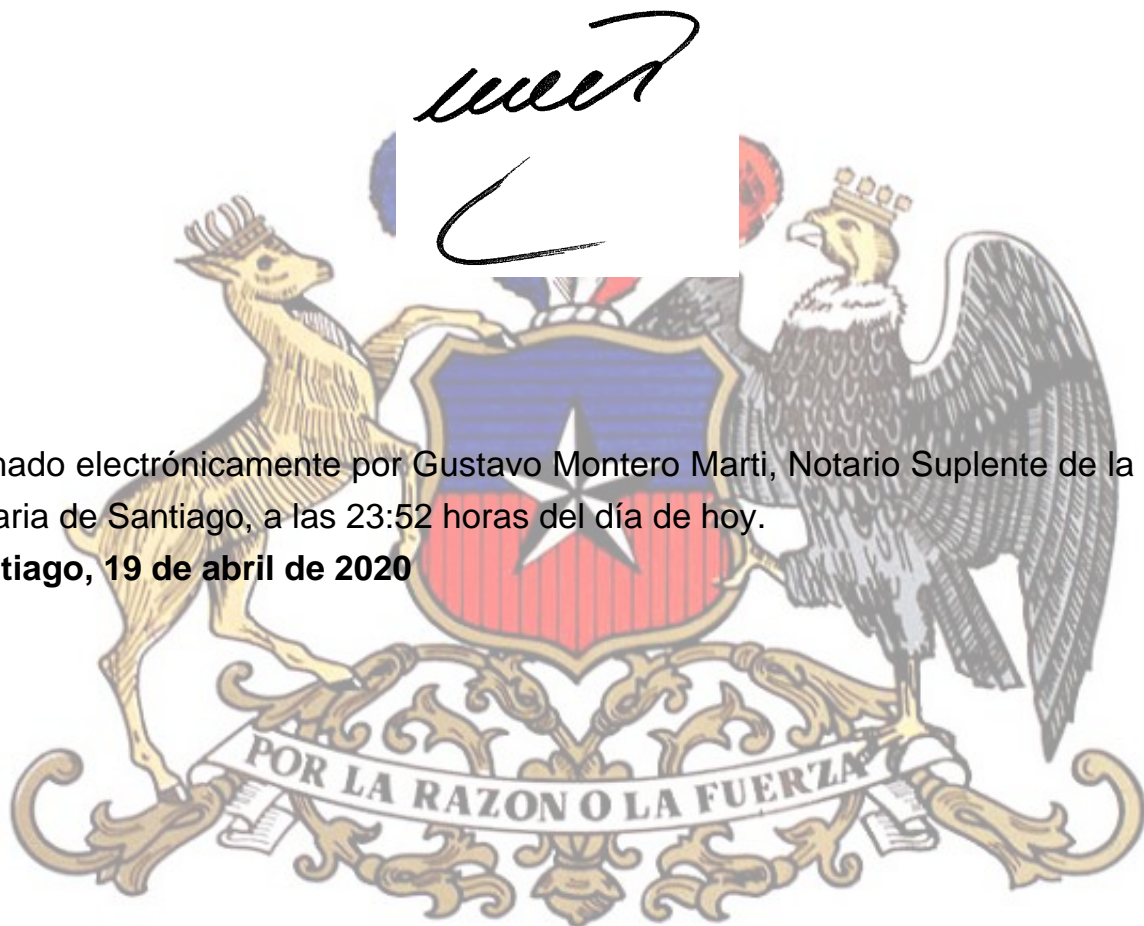 nado electrónicamente por Gustavo Montero Marti, Notario Suplente de la
aria de Santiago, a las 23:52 horas del día de hoy.
tiago, 19 de abril de 2020
POR LA RAZON O LA FUERZA